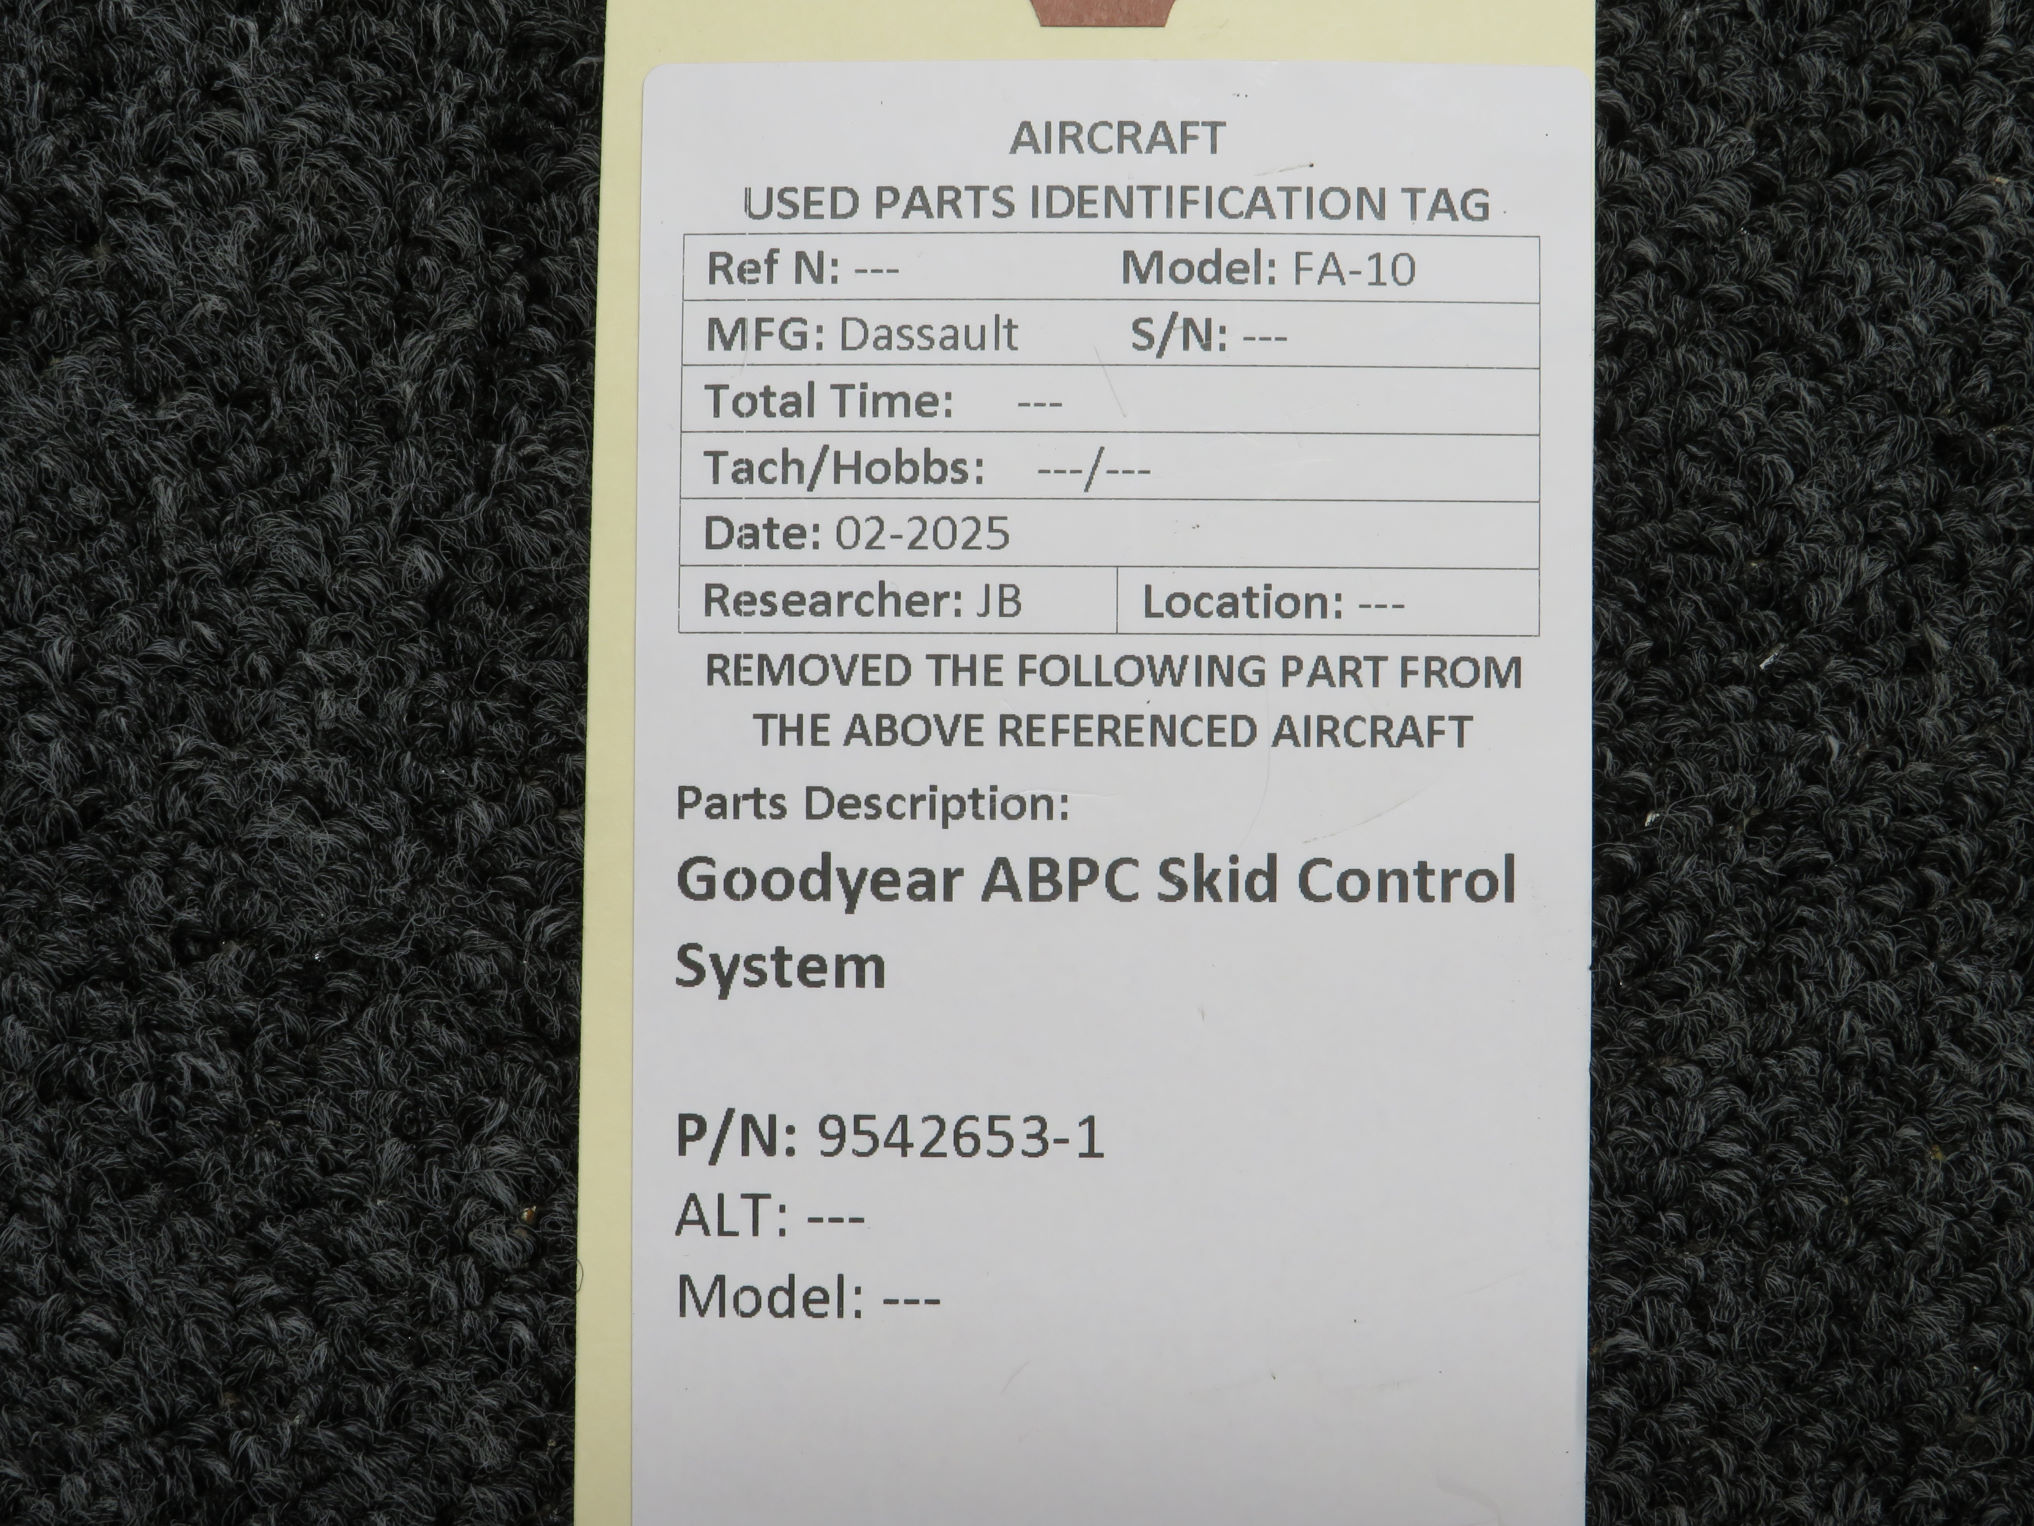 AIRCRAFT
USED PARTS IDENTIFICATION TAG
Ref N: --- Model: FA-10
MFG: Dassault S/N: ---
Total Time: ---
Tach/Hobbs: ---/---
Date: 02-2025
Researcher: JB Location: ---
REMOVED THE FOLLOWING PART FROM
THE ABOVE REFERENCED AIRCRAFT
Parts Description:
Goodyear ABPC Skid Control
System
P/N: 9542653-1
ALT: ---
Model: ---